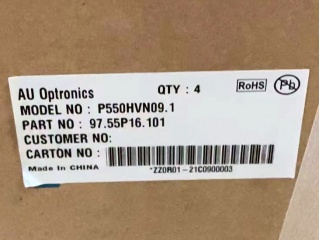 AU Optronics QTY : 4 RoHS Pb
MODEL NO : P550HVN09.1
PART NO : 97.55P16.101
CUSTOMER NO:
CARTON NO :
Made in CHINA *ZZ0R01-21C0900003